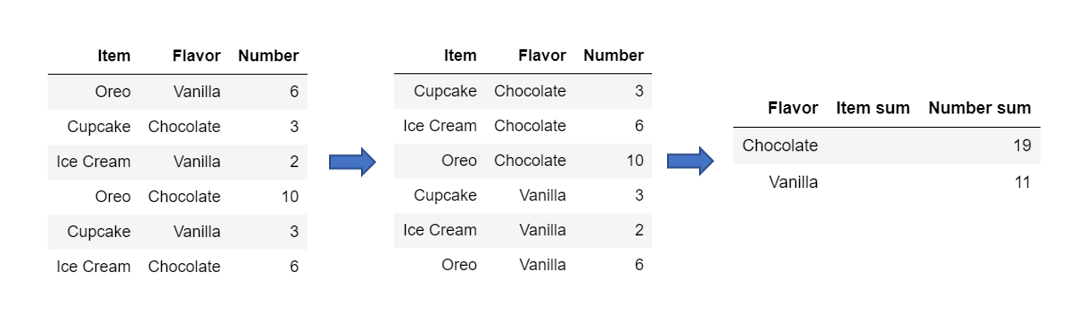 Item Flavor Number
Oreo Vanilla 6
Cupcake Chocolate 3
Ice Cream Vanilla 2
Oreo Chocolate 10
Cupcake Vanilla 3
Ice Cream Chocolate 6
Item Flavor Number
Cupcake Chocolate 3
Ice Cream Chocolate 6
Oreo Chocolate 10
Cupcake Vanilla 3
Ice Cream Vanilla 2
Oreo Vanilla 6
Flavor Item sum Number sum
Chocolate 19
Vanilla 11